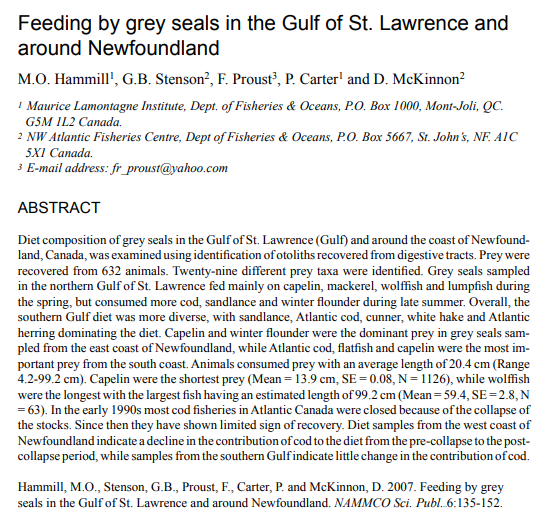 Feeding by grey seals in the Gulf of St. Lawrence and
around Newfoundland
M.O. Hammill¹, G.B. Stenson², F. Proust³, P. Carter¹ and D. McKinnon²
¹ Maurice Lamontagne Institute, Dept. of Fisheries & Oceans, P.O. Box 1000, Mont-Joli, QC.
G5M 1L2 Canada.
² NW Atlantic Fisheries Centre, Dept of Fisheries & Oceans, P.O. Box 5667, St. John's, NF. A1C
5X1 Canada.
³ E-mail address: fr_proust@yahoo.com
ABSTRACT
Diet composition of grey seals in the Gulf of St. Lawrence (Gulf) and around the coast of Newfound-
land, Canada, was examined using identification of otoliths recovered from digestive tracts. Prey were
recovered from 632 animals. Twenty-nine different prey taxa were identified. Grey seals sampled
in the northern Gulf of St. Lawrence fed mainly on capelin, mackerel, wolffish and lumpfish during
the spring, but consumed more cod, sandlance and winter flounder during late summer. Overall, the
southern Gulf diet was more diverse, with sandlance, Atlantic cod, cunner, white hake and Atlantic
herring dominating the diet. Capelin and winter flounder were the dominant prey in grey seals sam-
pled from the east coast of Newfoundland, while Atlantic cod, flatfish and capelin were the most im-
portant prey from the south coast. Animals consumed prey with an average length of 20.4 cm (Range
4.2-99.2 cm). Capelin were the shortest prey (Mean = 13.9 cm, SE = 0.08, N = 1126), while wolffish
were the longest with the largest fish having an estimated length of 99.2 cm (Mean = 59.4, SE = 2.8, N
= 63). In the early 1990s most cod fisheries in Atlantic Canada were closed because of the collapse of
the stocks. Since then they have shown limited sign of recovery. Diet samples from the west coast of
Newfoundland indicate a decline in the contribution of cod to the diet from the pre-collapse to the post-
collapse period, while samples from the southern Gulf indicate little change in the contribution of cod.
Hammill, M.O., Stenson, G.B., Proust, F., Carter, P. and McKinnon, D. 2007. Feeding by grey
seals in the Gulf of St. Lawrence and around Newfoundland. NAMMCO Sci. Publ. 6:135-152.